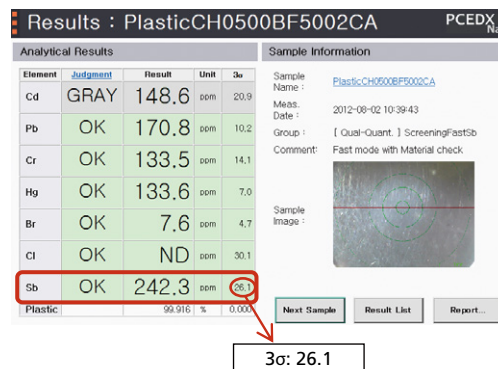 Results : PlasticCH0500BF5002CA PCEDX
Na
Analytical Results
Element Judgment Result Unit 3σ
Cd GRAY 148.6 ppm 20.9
Pb OK 170.8 ppm 10.2
Cr OK 133.5 ppm 14.1
Hg OK 133.6 ppm 7.0
Br OK 7.6 ppm 4.7
Cl OK ND ppm 30.1
Sb OK 242.3 ppm 26.1
Plastic 99.916 % 0.000
Sample Information
Sample Name : PlasticCH0500BF5002CA
Meas. Date : 2012-08-02 10:39:43
Group : [ Qual-Quant. ] ScreeningFastSb
Comment: Fast mode with Material check
Sample Image :
Next Sample Result List Report...
3σ: 26.1